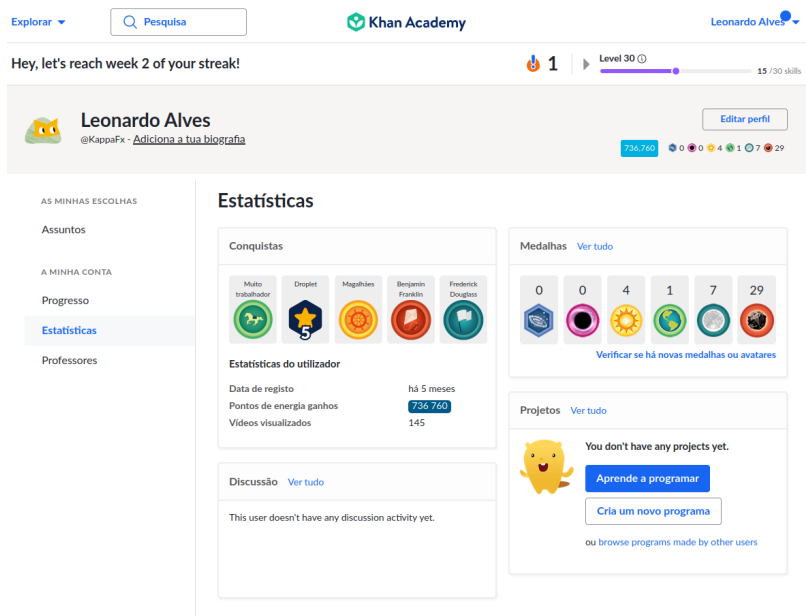 Explorar
Pesquisa
Khan Academy
Leonardo Alves
Hey, let's reach week 2 of your streak!
1
Level 30
15 /30 skills
Leonardo Alves
@KappaFx - Adiciona a tua biografia
Editar perfil
736,760
0 0 4 1 7 29
AS MINHAS ESCOLHAS
Assuntos
A MINHA CONTA
Progresso
Estatísticas
Professores
Estatísticas
Conquistas
Muito trabalhador
Droplet
5
Magalhães
Benjamin Franklin
Frederick Douglass
Estatísticas do utilizador
Data de registo há 5 meses
Pontos de energia ganhos 736 760
Vídeos visualizados 145
Discussão Ver tudo
This user doesn't have any discussion activity yet.
Medalhas Ver tudo
0 0 4 1 7 29
Verificar se há novas medalhas ou avatares
Projetos Ver tudo
You don't have any projects yet.
Aprende a programar
Cria um novo programa
ou browse programs made by other users